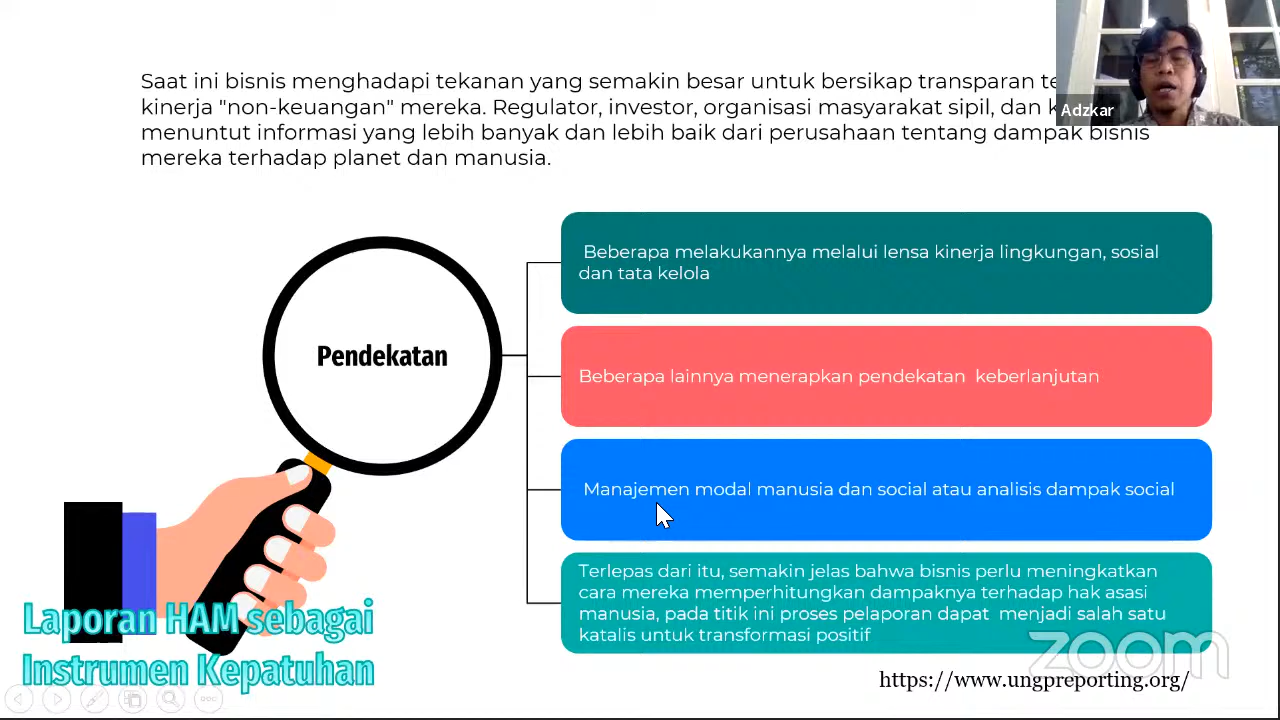 Saat ini bisnis menghadapi tekanan yang semakin besar untuk bersikap transparan
kinerja "non-keuangan" mereka. Regulator, investor, organisasi masyarakat sipil, dan
menuntut informasi yang lebih banyak dan lebih baik dari perusahaan tentang dampak bisnis
mereka terhadap planet dan manusia.
Adzkar
Pendekatan
Beberapa melakukannya melalui lensa kinerja lingkungan, sosial
dan tata kelola
Beberapa lainnya menerapkan pendekatan keberlanjutan
Manajemen modal manusia dan social atau analisis dampak social
Terlepas dari itu, semakin jelas bahwa bisnis perlu meningkatkan
cara mereka memperhitungkan dampaknya terhadap hak asasi
manusia, pada titik ini proses pelaporan dapat menjadi salah satu
katalis untuk transformasi positif
Laporan HAM sebagai
Instrumen Kepatuhan
zoom
https://www.ungpreporting.org/